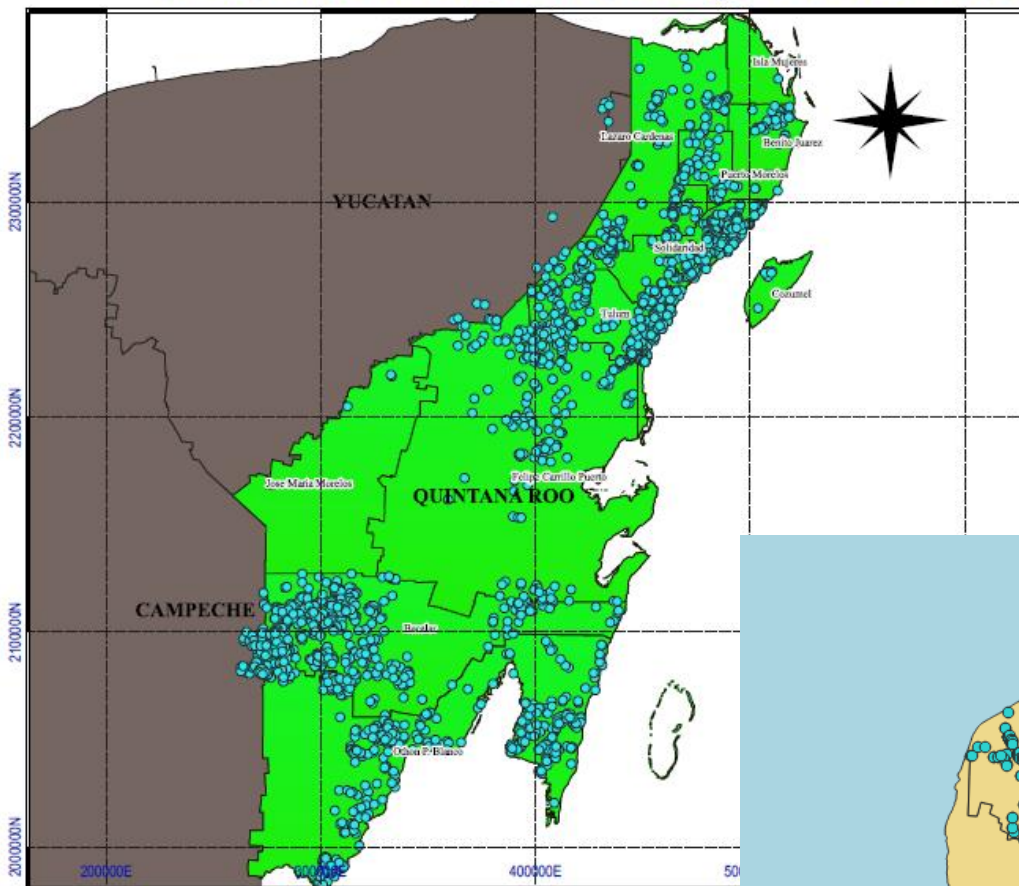 Isla Mujeres
Lazaro Cardenas
Benito Juarez
Puerto Morelos
YUCATAN
2300000N
Solidaridad
Cozumel
Tulum
2200000N
Jose Maria Morelos
Felipe Carrillo Puerto
QUINTANA ROO
CAMPECHE
2100000N
Bacalar
Othon P. Blanco
2000000N
200000E
400000E